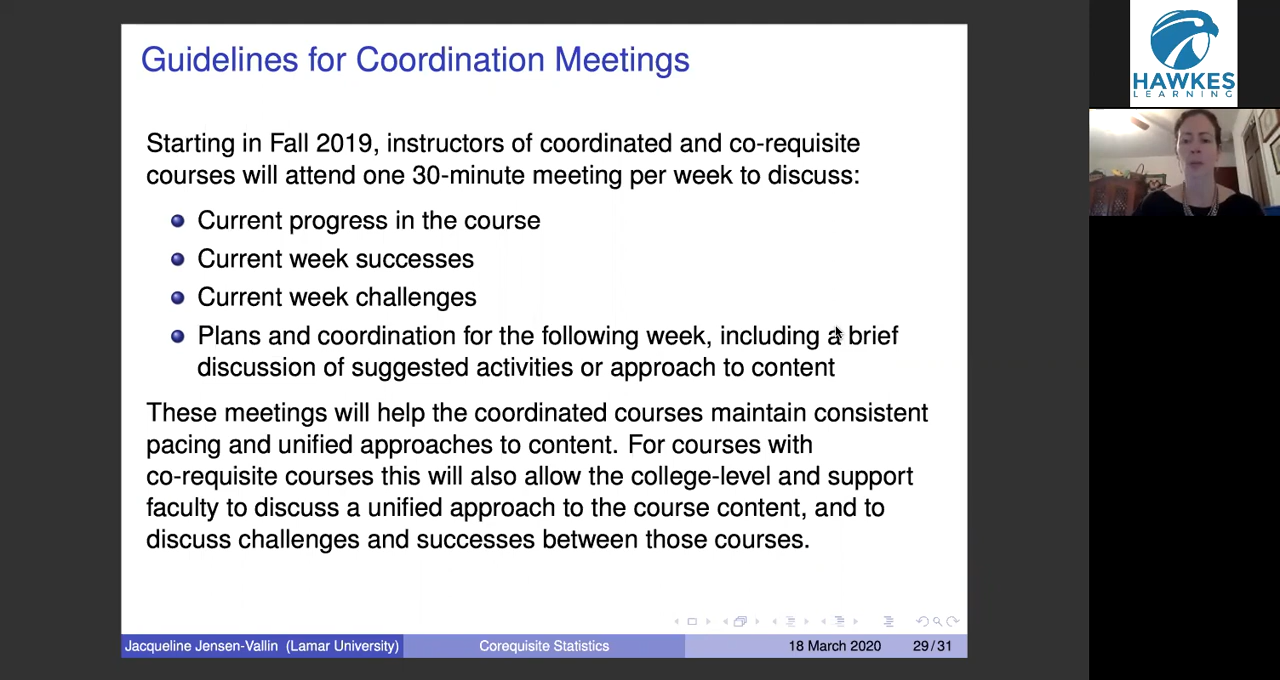 Guidelines for Coordination Meetings
Starting in Fall 2019, instructors of coordinated and co-requisite
courses will attend one 30-minute meeting per week to discuss:
Current progress in the course
Current week successes
Current week challenges
Plans and coordination for the following week, including a brief
discussion of suggested activities or approach to content
These meetings will help the coordinated courses maintain consistent
pacing and unified approaches to content. For courses with
co-requisite courses this will also allow the college-level and support
faculty to discuss a unified approach to the course content, and to
discuss challenges and successes between those courses.
Jacqueline Jensen-Vallin (Lamar University)
Corequisite Statistics
18 March 2020
29/31
HAWKES
LEARNING